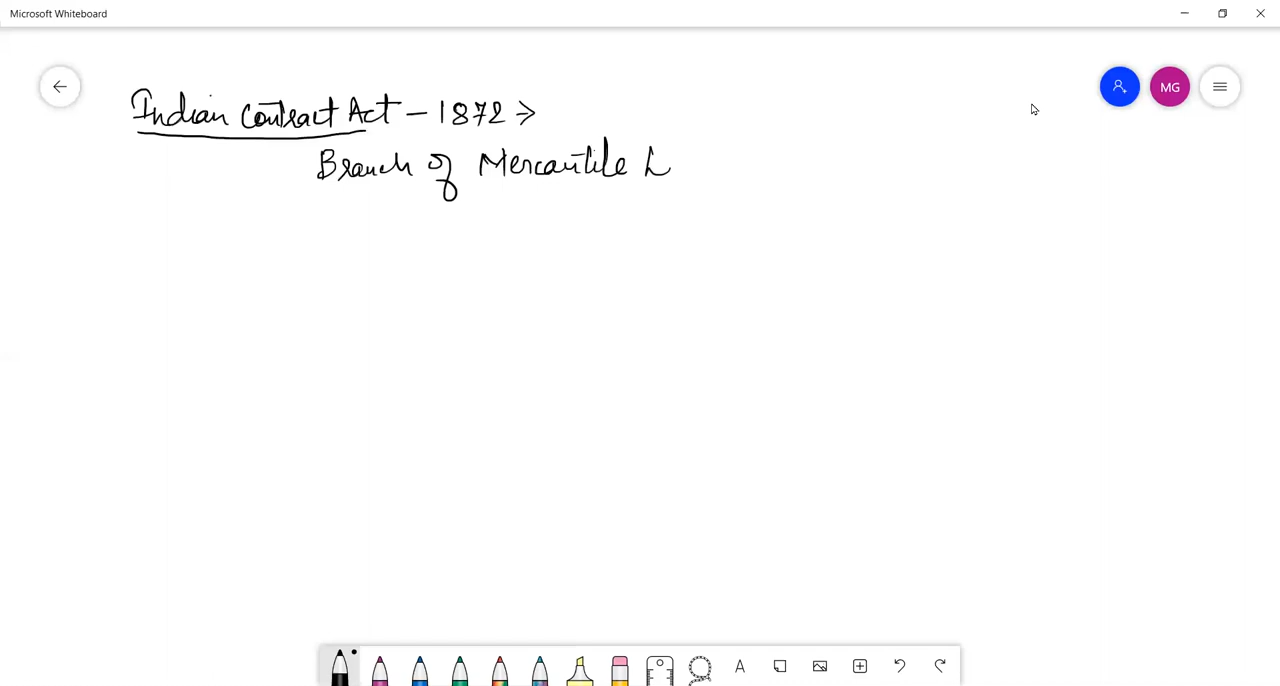 Microsoft Whiteboard
MG
Indian Contract Act - 1872 >
Branch of Mercantile L
A